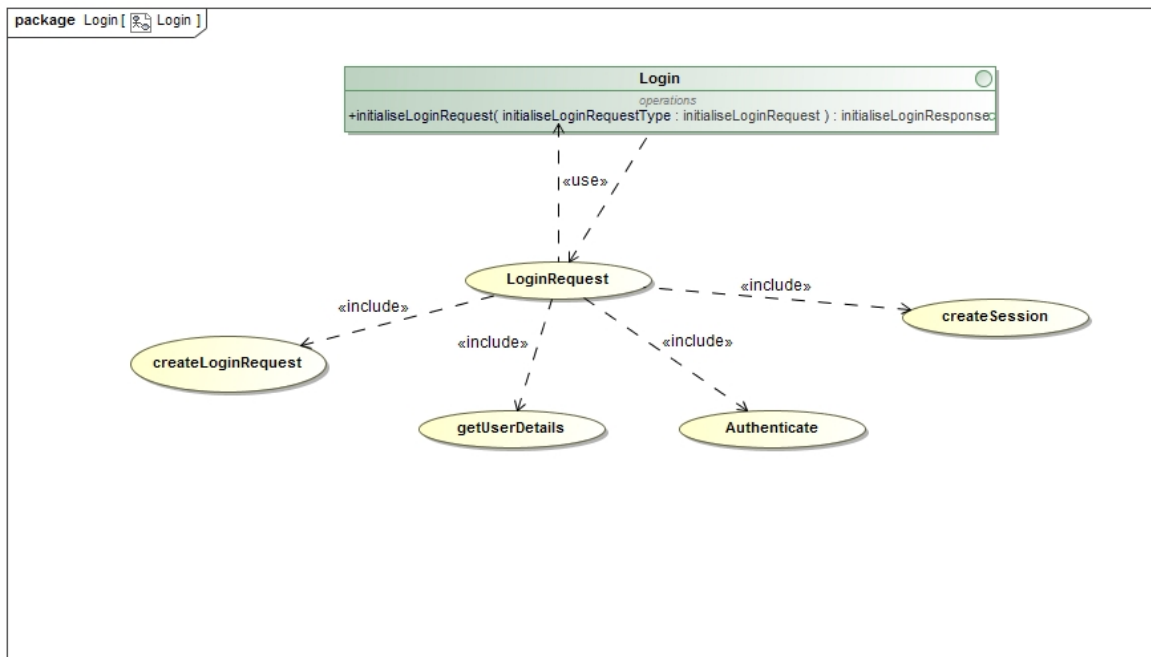 package Login [ Login ]
Login
operations
+initialiseLoginRequest( initialiseLoginRequestType : initialiseLoginRequest ) : initialiseLoginResponse
«use»
LoginRequest
«include»
createSession
«include»
«include»
«include»
createLoginRequest
getUserDetails
Authenticate